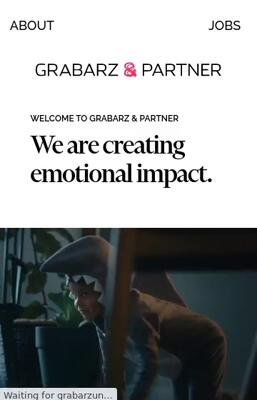 ABOUT
JOBS
GRABARZ & PARTNER
WELCOME TO GRABARZ & PARTNER
We are creating
emotional impact.
Waiting for grabarzun...